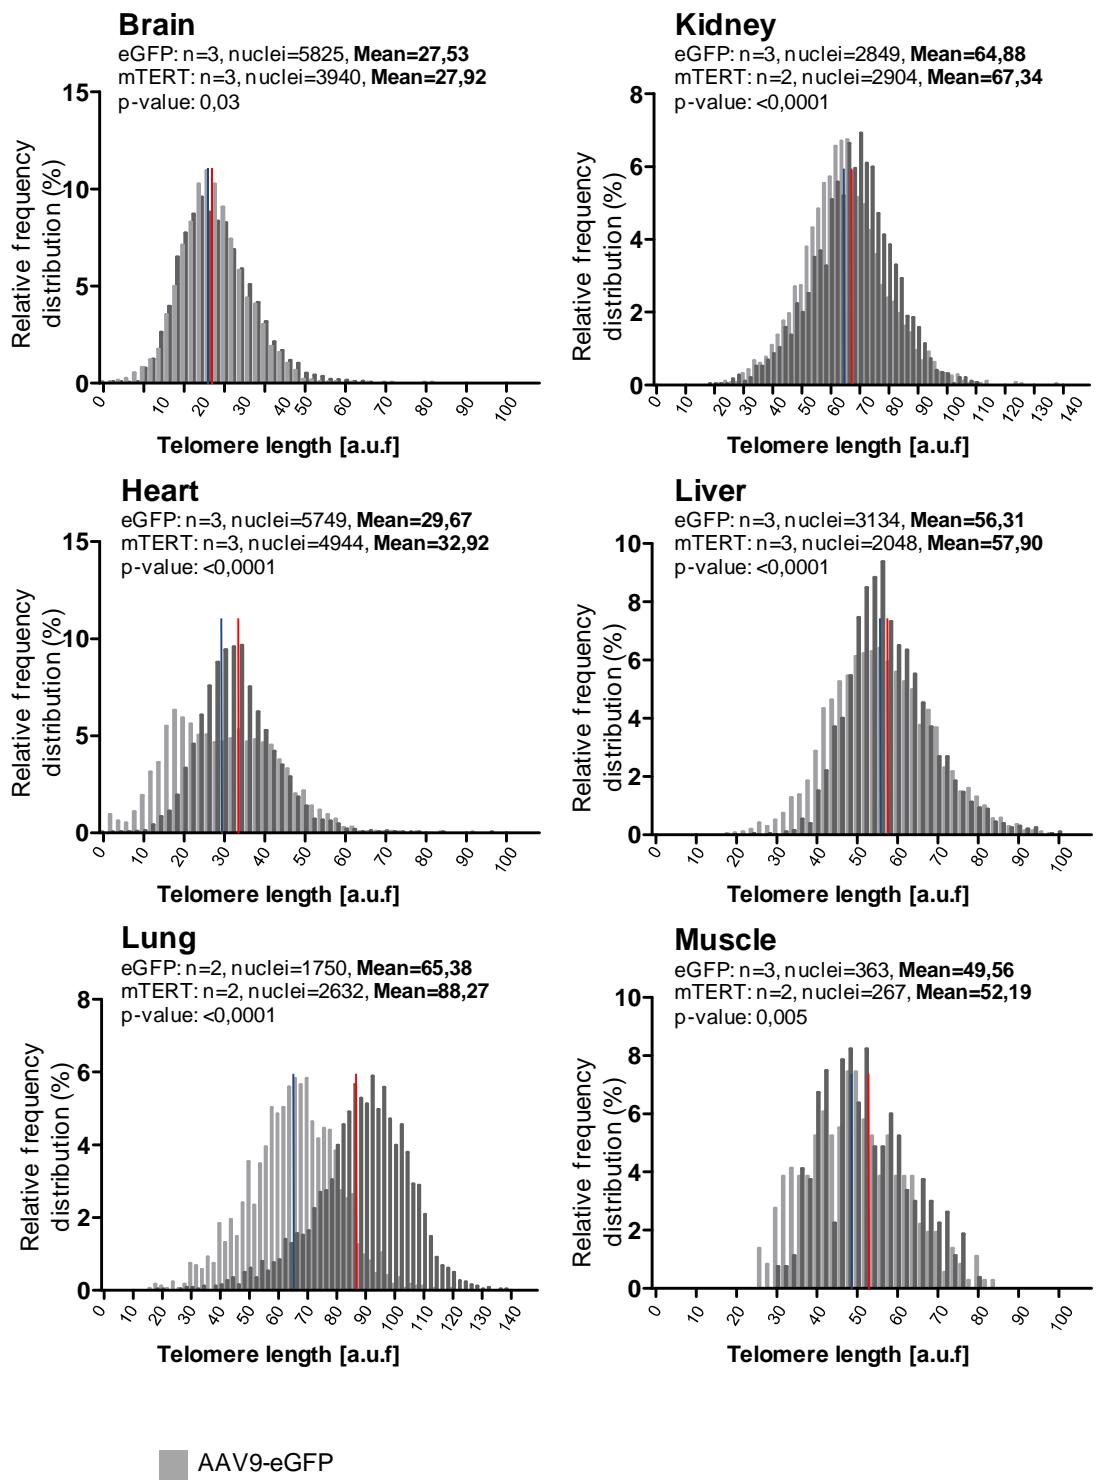 Brain
eGFP: n=3, nuclei=5825, Mean=27,53
mTERT: n=3, nuclei=3940, Mean=27,92
p-value: 0,03
Relative frequency
distribution (%)
15
10
5
0
0 10 20 30 40 50 60 70 80 90 100
Telomere length [a.u.f]
Kidney
eGFP: n=3, nuclei=2849, Mean=64,88
mTERT: n=2, nuclei=2904, Mean=67,34
p-value: <0,0001
Relative frequency
distribution (%)
8
6
4
2
0
0 10 20 30 40 50 60 70 80 90 100 110 120 130 140
Telomere length [a.u.f]
Heart
eGFP: n=3, nuclei=5749, Mean=29,67
mTERT: n=3, nuclei=4944, Mean=32,92
p-value: <0,0001
Relative frequency
distribution (%)
15
10
5
0
0 10 20 30 40 50 60 70 80 90 100
Telomere length [a.u.f]
Liver
eGFP: n=3, nuclei=3134, Mean=56,31
mTERT: n=3, nuclei=2048, Mean=57,90
p-value: <0,0001
Relative frequency
distribution (%)
10
8
6
4
2
0
0 10 20 30 40 50 60 70 80 90 100
Telomere length [a.u.f]
Lung
eGFP: n=2, nuclei=1750, Mean=65,38
mTERT: n=2, nuclei=2632, Mean=88,27
p-value: <0,0001
Relative frequency
distribution (%)
8
6
4
2
0
0 10 20 30 40 50 60 70 80 90 100 110 120 130 140
Telomere length [a.u.f]
Muscle
eGFP: n=3, nuclei=363, Mean=49,56
mTERT: n=2, nuclei=267, Mean=52,19
p-value: 0,005
Relative frequency
distribution (%)
10
8
6
4
2
0
0 10 20 30 40 50 60 70 80 90 100
Telomere length [a.u.f]
AAV9-eGFP